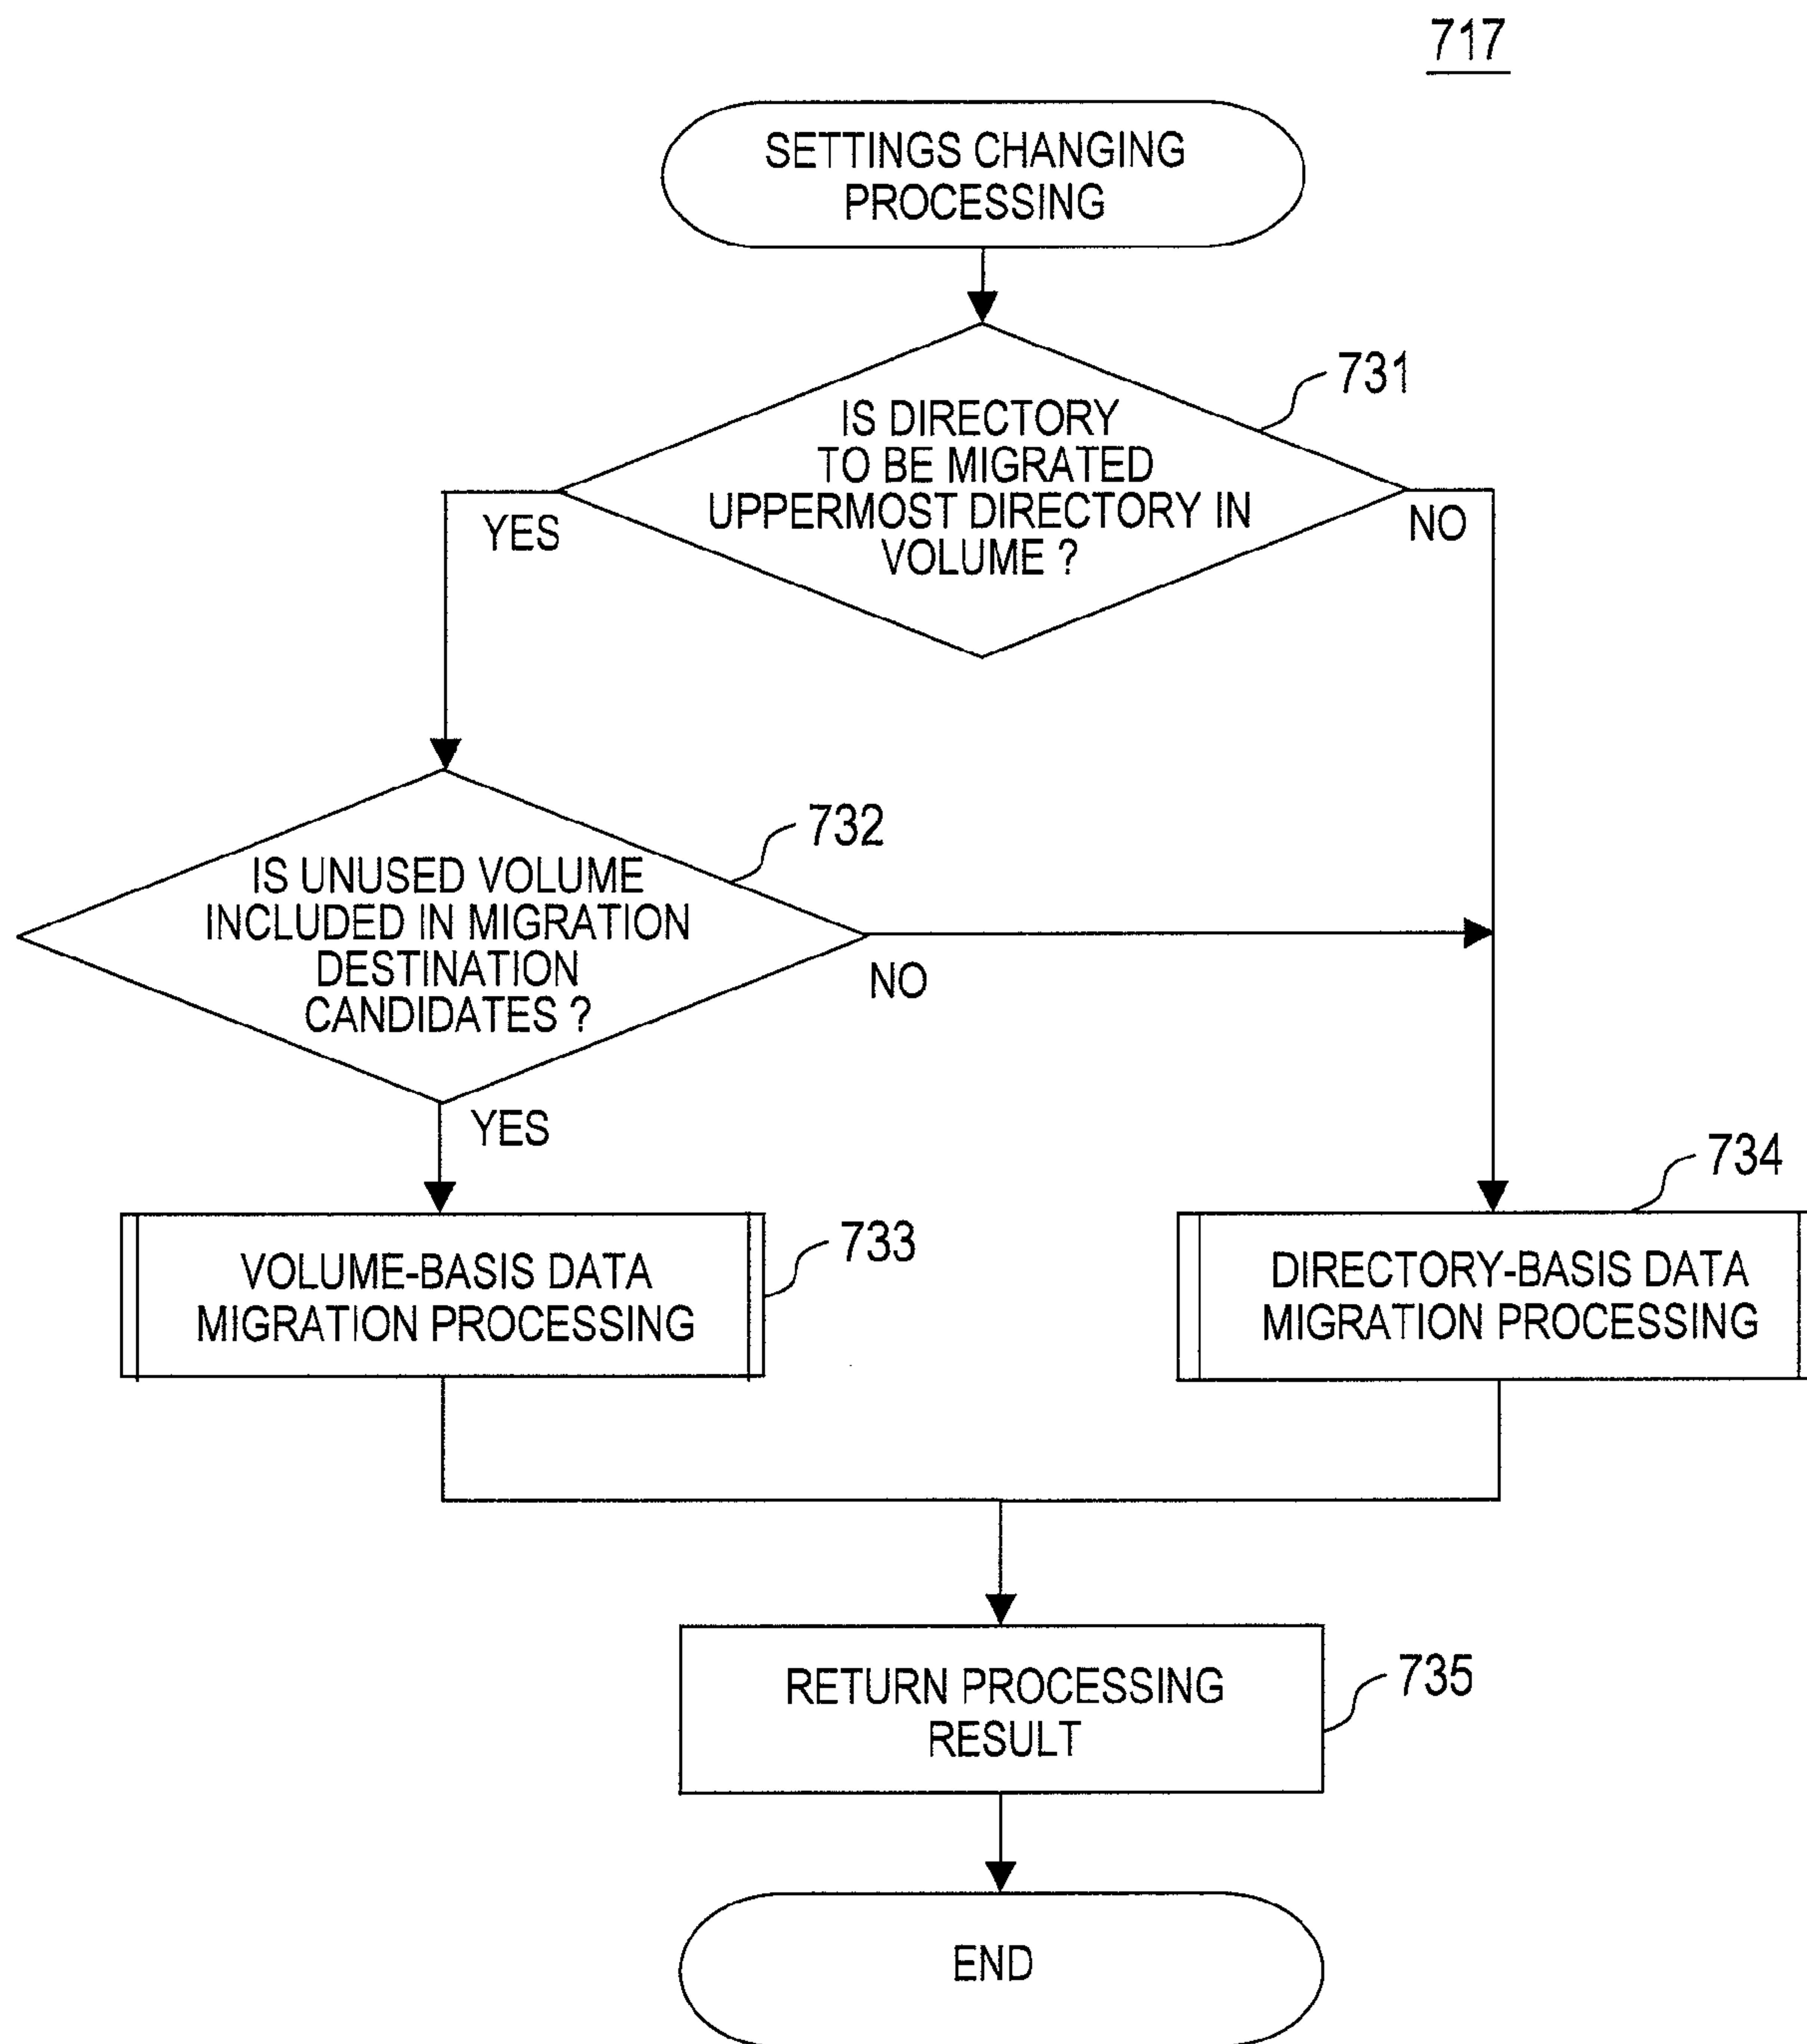 717
SETTINGS CHANGING
PROCESSING
731
IS DIRECTORY
TO BE MIGRATED
UPPERMOST DIRECTORY IN
VOLUME ?
YES
NO
732
IS UNUSED VOLUME
INCLUDED IN MIGRATION
DESTINATION
CANDIDATES ?
NO
YES
733
VOLUME-BASIS DATA
MIGRATION PROCESSING
734
DIRECTORY-BASIS DATA
MIGRATION PROCESSING
RETURN PROCESSING
RESULT
735
END